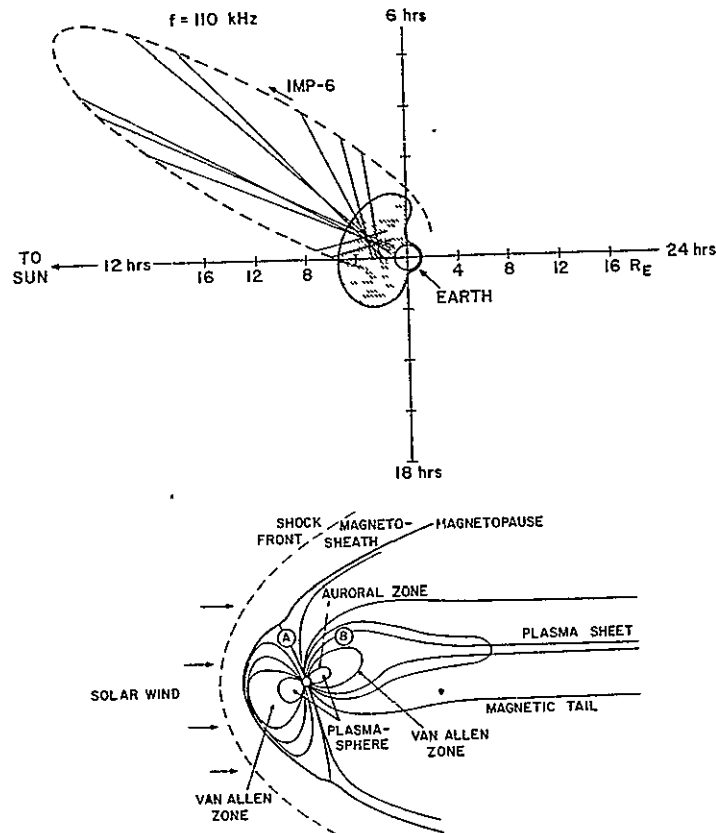 f = 110 kHz
6 hrs
IMP-6
TO
SUN
12 hrs 16 12 8 4 8 12 16 RE 24 hrs
EARTH
18 hrs
SHOCK
FRONT
MAGNETO-
SHEATH
MAGNETOPAUSE
AURORAL ZONE
A
B
PLASMA SHEET
SOLAR WIND
MAGNETIC TAIL
PLASMA-
SPHERE
VAN ALLEN
ZONE
VAN ALLEN
ZONE